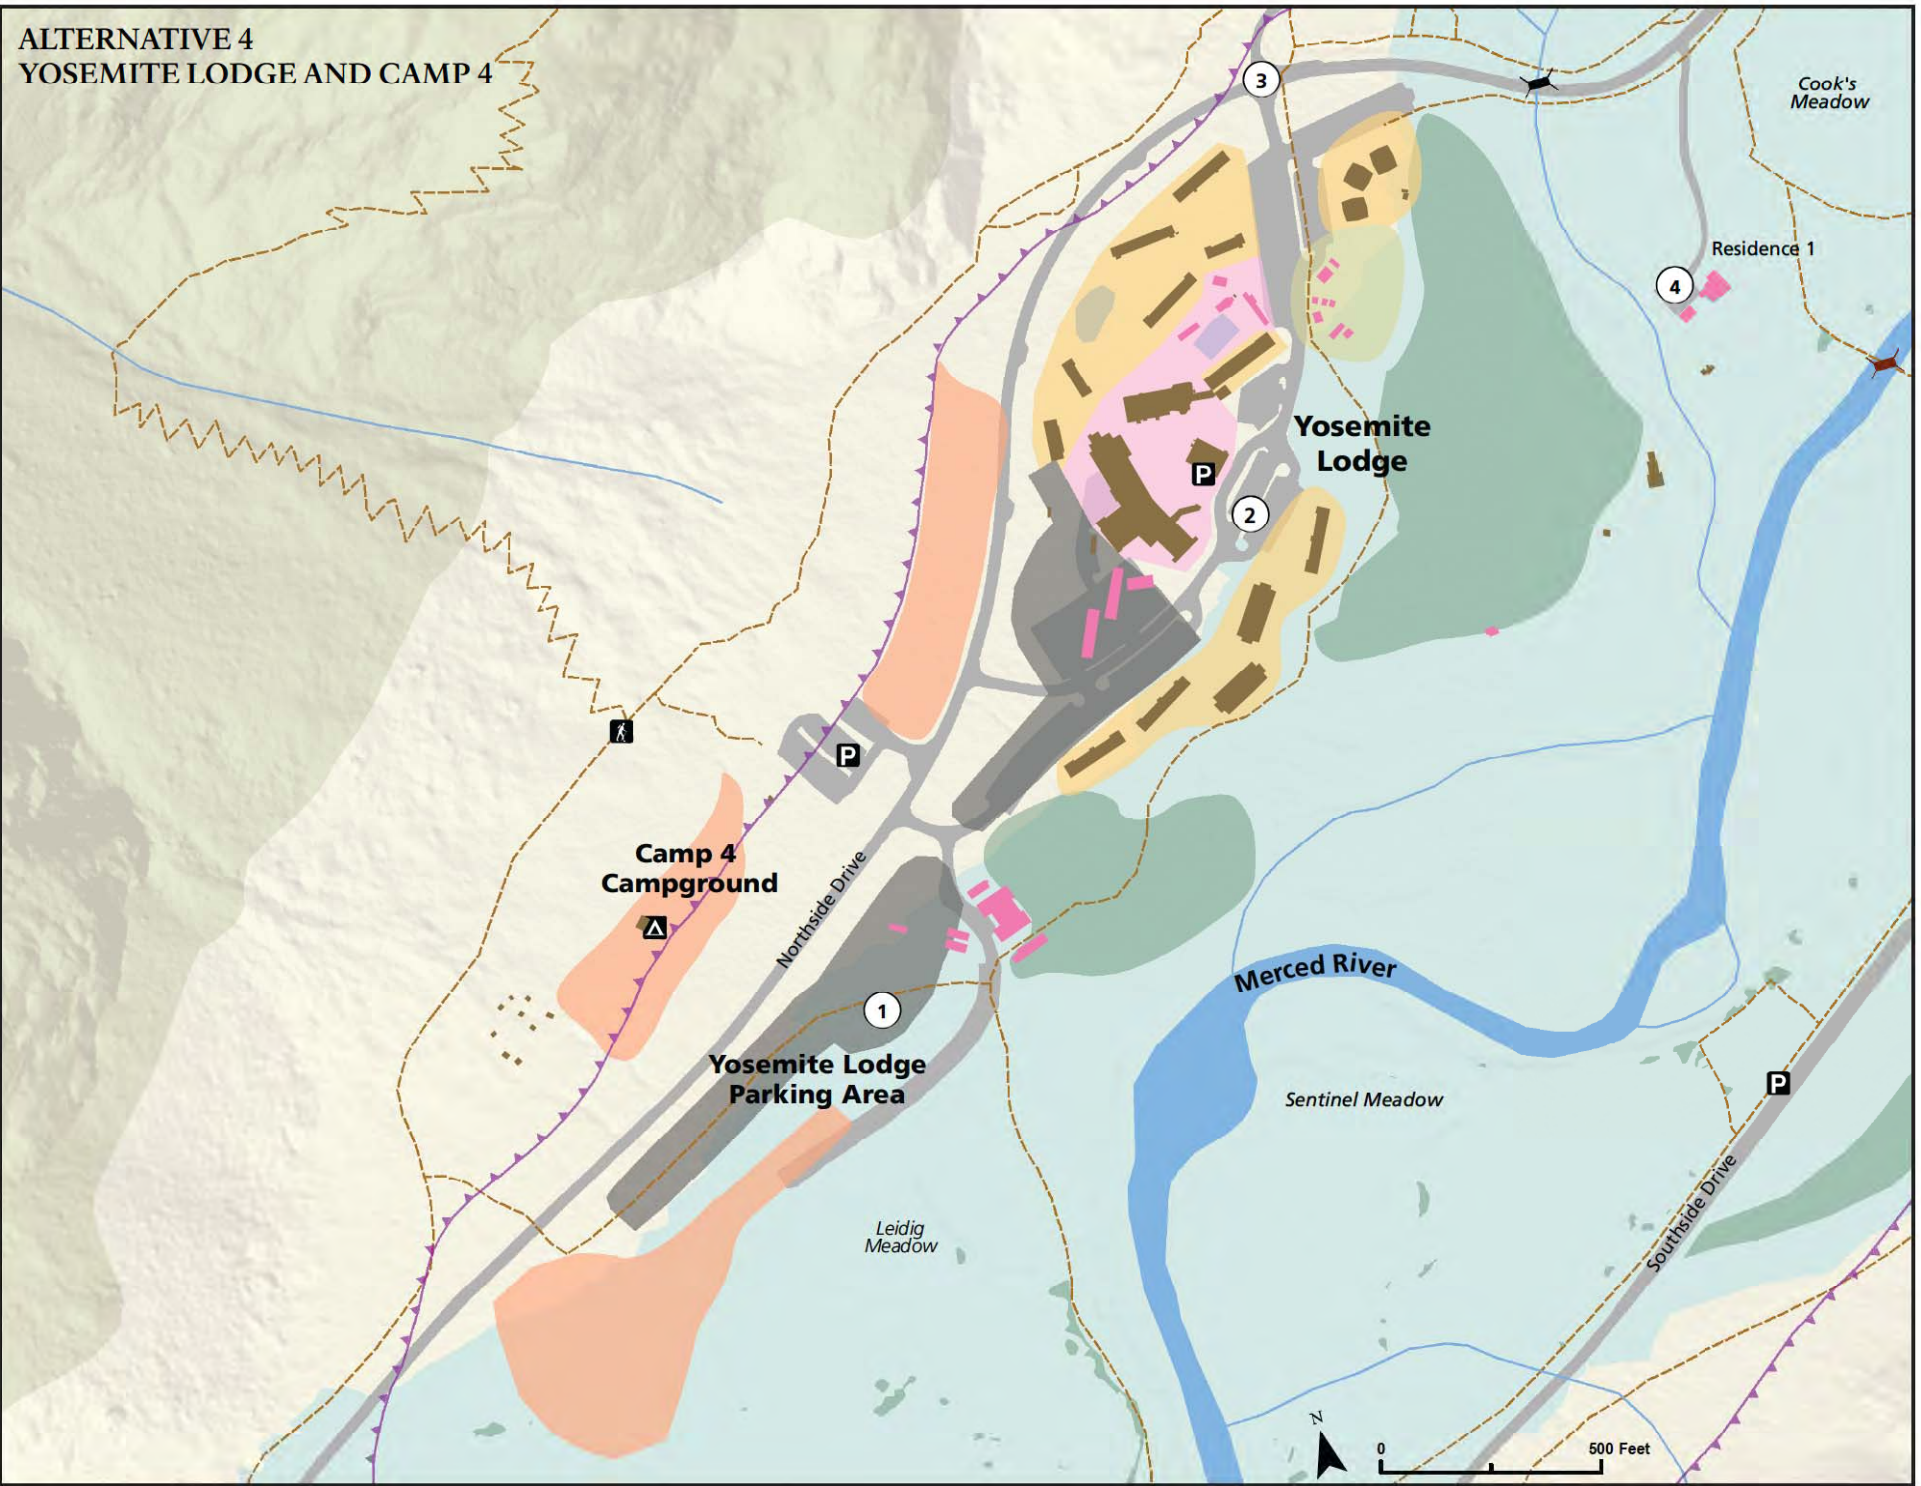 ALTERNATIVE 4
YOSEMITE LODGE AND CAMP 4
3
Cook's
Meadow
Residence 1
4
Yosemite
Lodge
P
2
P
Camp 4
Campground
Northside Drive
Merced River
1
Yosemite Lodge
Parking Area
P
Sentinel Meadow
Southside Drive
Leidig
Meadow
N
0
500 Feet